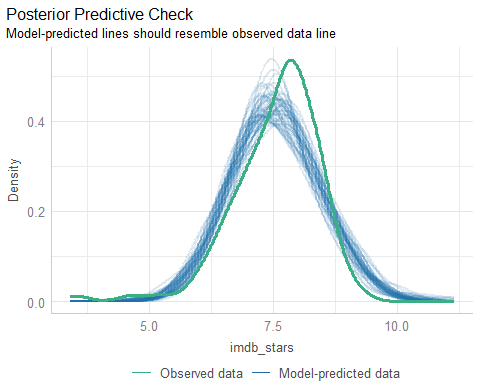 Posterior Predictive Check
Model-predicted lines should resemble observed data line
0.4
0.2
0.0
Density
5.0 7.5 10.0
imdb_stars
Observed data Model-predicted data